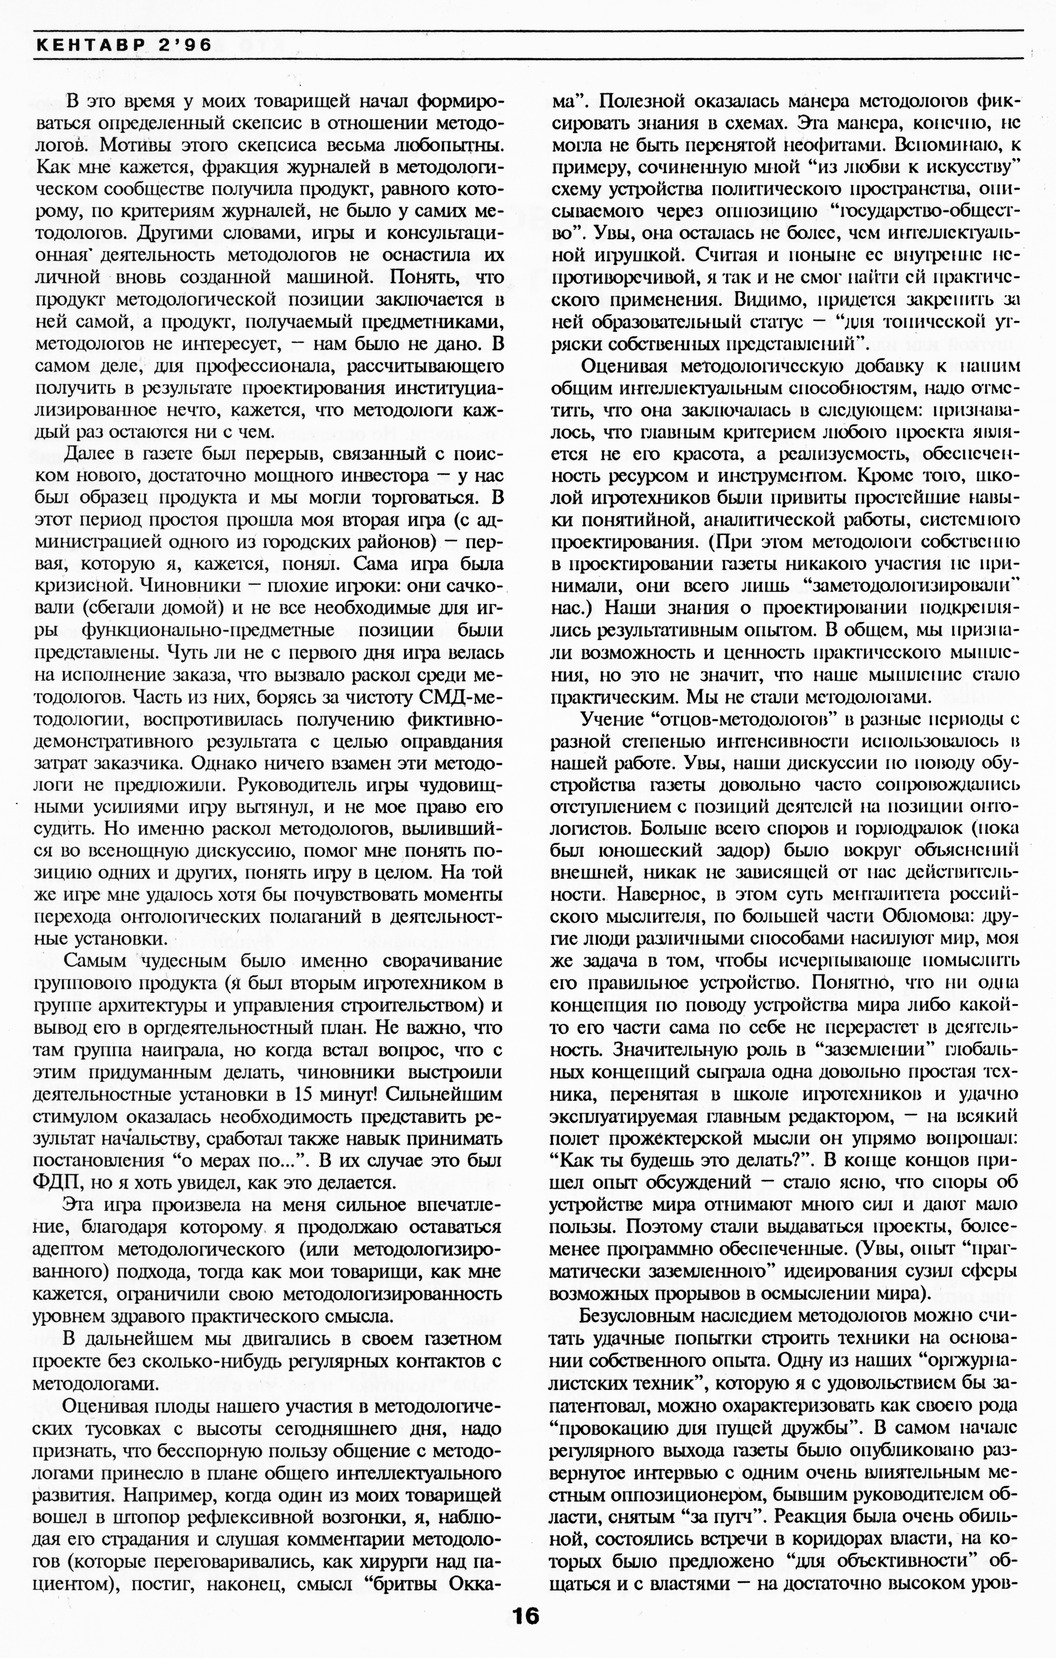 КЕНТАВР 2’96
В это время у моих товарищей начал формиро-
ваться определенный скепсис в отношении методо-
логов. Мотивы этого скепсиса весьма любопытны.
Как мне кажется, фракция журналей в методологи-
ческом сообществе получила продукт, равного кото-
рому, по критериям журналей, не было у самих ме-
тодологов. Другими словами, игры и консультаци-
онная деятельность методологов не оснастила их
личной вновь созданной машиной. Понять, что
продукт методологической позиции заключается в
ней самой, а продукт, получаемый предметниками,
методологов не интересует, — нам было не дано. В
самом деле, для профессионала, рассчитывающего
получить в результате проектирования институциа-
лизированное нечто, кажется, что методологи каж-
дый раз остаются ни с чем.
Далее в газете был перерыв, связанный с поис-
ком нового, достаточно мощного инвестора — у нас
был образец продукта и мы могли торговаться. В
этот период простоя прошла моя вторая игра (с ад-
министрацией одного из городских районов) — пер-
вая, которую я, кажется, понял. Сама игра была
кризисной. Чиновники — плохие игроки: они сачко-
вали (сбегали домой) и не все необходимые для иг-
ры функционально-предметные позиции были
представлены. Чуть ли не с первого дня игра велась
на исполнение заказа, что вызвало раскол среди ме-
тодологов. Часть из них, борясь за чистоту СМД-ме-
тодологии, воспротивилась получению фиктивно-
демонстративного результата с целью оправдания
затрат заказчика. Однако ничего взамен эти методо-
логи не предложили. Руководитель игры чудовищ-
ными усилиями игру вытянул, и не мое право его
судить. Но именно раскол методологов, вылившй-
ся во всенощную дискуссию, помог мне понять по-
зицию одних и других, понять игру в целом. На той
же игре мне удалось хотя бы почувствовать моменты
перехода онтологических полаганий в деятельност-
ные установки.
Самым чудесным было именно сворачивание
группового продукта (я был вторым игротехником в
группе архитектуры и управления строительством) и
вывод его в оргдеятельностный план. Не важно, что
там группа наиграла, но когда встал вопрос, что с
этим придуманным делать, чиновники выстроили
деятельностные установки в 15 минут! Сильнейшим
стимулом оказалась необходимость представить ре-
зультат начальству, сработал также навык принимать
постановления “о мерах по...”. В их случае это был
ФДП, но я хоть увидел, как это делается.
Эта игра произвела на меня сильное впечатле-
ние, благодаря которому я продолжаю оставаться
адептом методологического (или методологизиро-
ванного) подхода, тогда как мои товарищи, как мне
кажется, ограничили свою методологизированность
уровнем здравого практического смысла.
В дальнейшем мы двигались в своем газетном
проекте без сколько-нибудь регулярных контактов с
методологами.
Оценивая плоды нашего участия в методологиче-
ских тусовках с высоты сегодняшнего дня, надо
признать, что бесспорную пользу общение с методо-
логами принесло в плане общего интеллектуального
развития. Например, когда один из моих товарищей
вошел в штопор рефлексивной возгонки, я, наблю-
дая его страдания и слушая комментарии методоло-
гов (которые переговаривались, как хирурги над па-
циентом), постиг, наконец, смысл “бритвы Окка-
ма”. Полезной оказалась манера методологов фик-
сировать знания в схемах. Эта манера, конечно, не
могла не быть перенятой неофитами. Вспоминаю, к
примеру, сочиненную мной “из любви к искусству”
схему устройства политического пространства, опи-
сываемого через оппозицию “государство-общест-
во”. Увы, она осталась не более, чем интеллектуаль-
ной игрушкой. Считая и поныне ее внутренне не-
противоречивой, я так и не смог найти ей практиче-
ского применения. Видимо, придется закрепить за
ней образовательный статус — “для топической ут-
ряски собственных представлений”.
Оценивая методологическую добавку к нашим
общим интеллектуальным способностям, надо отме-
тить, что она заключалась в следующем: признава-
лось, что главным критерием любого проекта явля-
ется не его красота, а реализуемость, обеспечен-
ность ресурсом и инструментом. Кроме того, шко-
лой игротехников были привиты простейшие навы-
ки понятийной, аналитической работы, системного
проектирования. (При этом методологи собственно
в проектировании газеты никакого участия не при-
нимали, они всего лишь “заметодологизировали”
нас.) Наши знания о проектировании подкрепля-
лись результативным опытом. В общем, мы призна-
ли возможность и ценность практического мышле-
ния, но это не значит, что наше мышление стало
практическим. Мы не стали методологами.
Учение “отцов-методологов” в разные периоды с
разной степенью интенсивности использовалось в
нашей работе. Увы, наши дискуссии по поводу обу-
стройства газеты довольно часто сопровождались
отступлением с позиций деятелей на позиции онто-
логистов. Больше всего споров и горлодралок (пока
был юношеский задор) было вокруг объяснений
внешней, никак не зависящей от нас действитель-
ности. Наверное, в этом суть менталитета россий-
ского мыслителя, по большей части Обломова: дру-
гие люди различными способами насилуют мир, моя
же задача в том, чтобы исчерпывающе помыслить
его правильное устройство. Понятно, что ни одна
концепция по поводу устройства мира либо какой-
то его части сама по себе не перерастет в деятель-
ность. Значительную роль в “заземлении” глобаль-
ных концепций сыграла одна довольно простая тех-
ника, перенятая в школе игротехников и удачно
эксплуатируемая главным редактором, — на всякий
полет прожектерской мысли он упрямо вопрошал:
“Как ты будешь это делать?”. В конце концов при-
шел опыт обсуждений — стало ясно, что споры об
устройстве мира отнимают много сил и дают мало
пользы. Поэтому стали выдаваться проекты, более-
менее программно обеспеченные. (Увы, опыт “праг-
матически заземленного” идеирования сузил сферы
возможных прорывов в осмыслении мира).
Безусловным наследием методологов можно счи-
тать удачные попытки строить техники на основа-
нии собственного опыта. Одну из наших “оргжурна-
листских техник”, которую я с удовольствием бы за-
патентовал, можно охарактеризовать как своего рода
“провокацию для пущей дружбы”. В самом начале
регулярного выхода газеты было опубликовано раз-
вернутое интервью с одним очень влиятельным ме-
стным оппозиционером, бывшим руководителем об-
ласти, снятым “за путч”. Реакция была очень обиль-
ной, состоялись встречи в коридорах власти, на ко-
торых было предложено “для объективности” об-
щаться и с властями — на достаточно высоком уров-
16